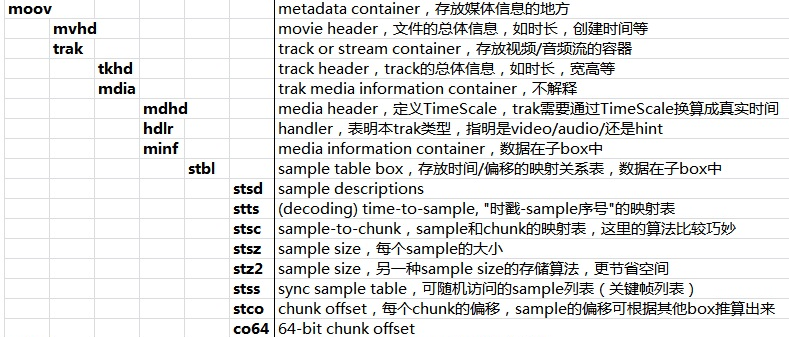 moov metadata container，存放媒体信息的地方
mvhd movie header，文件的总体信息，如时长，创建时间等
trak track or stream container，存放视频/音频流的容器
tkhd track header，track的总体信息，如时长，宽高等
mdia trak media information container，不解释
mdhd media header，定义TimeScale，trak需要通过TimeScale换算成真实时间
hdlr handler，表明本trak类型，指明是video/audio/还是hint
minf media information container，数据在子box中
stbl sample table box，存放时间/偏移的映射关系表，数据在子box中
stsd sample descriptions
stts (decoding) time-to-sample, "时戳-sample序号"的映射表
stsc sample-to-chunk，sample和chunk的映射表，这里的算法比较巧妙
stsz sample size，每个sample的大小
stz2 sample size，另一种sample size的存储算法，更节省空间
stss sync sample table，可随机访问的sample列表（关键帧列表）
stco chunk offset，每个chunk的偏移，sample的偏移可根据其他box推算出来
co64 64-bit chunk offset